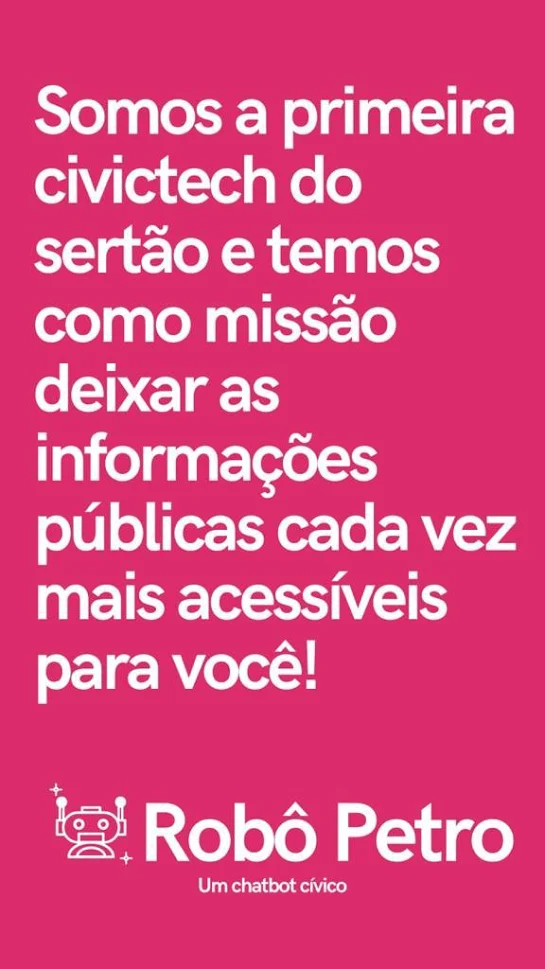 Somos a primeira
civictech do
sertão e temos
como missão
deixar as
informações
públicas cada vez
mais acessíveis
para você!
Robô Petro
Um chatbot cívico